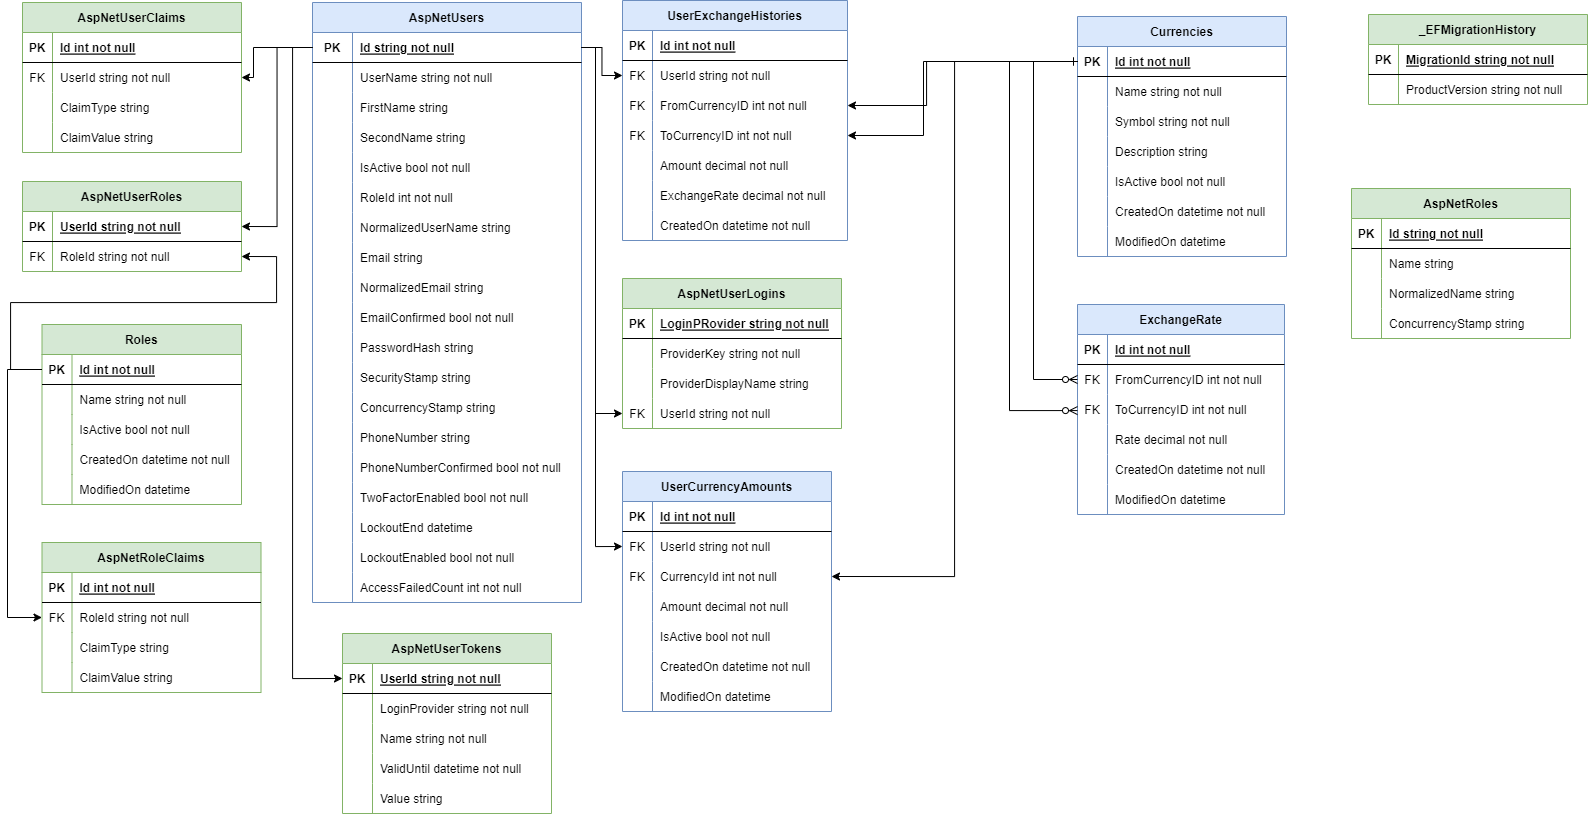 AspNetUserClaims
PK Id int not null
FK UserId string not null
ClaimType string
ClaimValue string
AspNetUserRoles
PK UserId string not null
FK RoleId string not null
Roles
PK Id int not null
Name string not null
IsActive bool not null
CreatedOn datetime not null
ModifiedOn datetime
AspNetRoleClaims
PK Id int not null
FK RoleId string not null
ClaimType string
ClaimValue string
AspNetUsers
PK Id string not null
UserName string not null
FirstName string
SecondName string
IsActive bool not null
RoleId int not null
NormalizedUserName string
Email string
NormalizedEmail string
EmailConfirmed bool not null
PasswordHash string
SecurityStamp string
ConcurrencyStamp string
PhoneNumber string
PhoneNumberConfirmed bool not null
TwoFactorEnabled bool not null
LockoutEnd datetime
LockoutEnabled bool not null
AccessFailedCount int not null
AspNetUserTokens
PK UserId string not null
LoginProvider string not null
Name string not null
ValidUntil datetime not null
Value string
UserExchangeHistories
PK Id int not null
FK UserId string not null
FK FromCurrencyID int not null
FK ToCurrencyID int not null
Amount decimal not null
ExchangeRate decimal not null
CreatedOn datetime not null
AspNetUserLogins
PK LoginPRovider string not null
ProviderKey string not null
ProviderDisplayName string
FK UserId string not null
UserCurrencyAmounts
PK Id int not null
FK UserId string not null
FK CurrencyId int not null
Amount decimal not null
IsActive bool not null
CreatedOn datetime not null
ModifiedOn datetime
Currencies
PK Id int not null
Name string not null
Symbol string not null
Description string
IsActive bool not null
CreatedOn datetime not null
ModifiedOn datetime
ExchangeRate
PK Id int not null
FK FromCurrencyID int not null
FK ToCurrencyID int not null
Rate decimal not null
CreatedOn datetime not null
ModifiedOn datetime
_EFMigrationHistory
PK MigrationId string not null
ProductVersion string not null
AspNetRoles
PK Id string not null
Name string
NormalizedName string
ConcurrencyStamp string